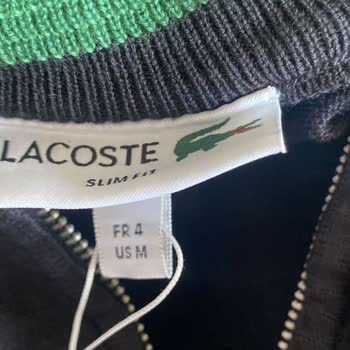 LACOSTE
SLIM FIT
FR 4
US M